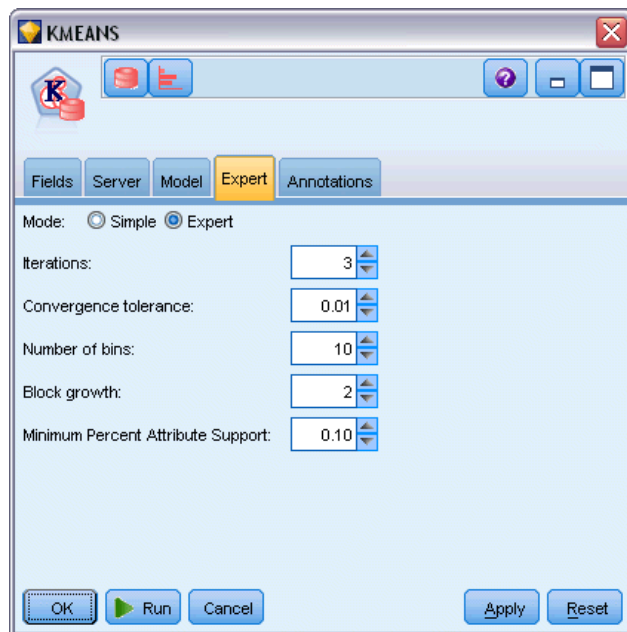 KMEANS
K
?
Fields Server Model Expert Annotations
Mode: Simple Expert
Iterations: 3
Convergence tolerance: 0.01
Number of bins: 10
Block growth: 2
Minimum Percent Attribute Support: 0.10
OK Run Cancel Apply Reset